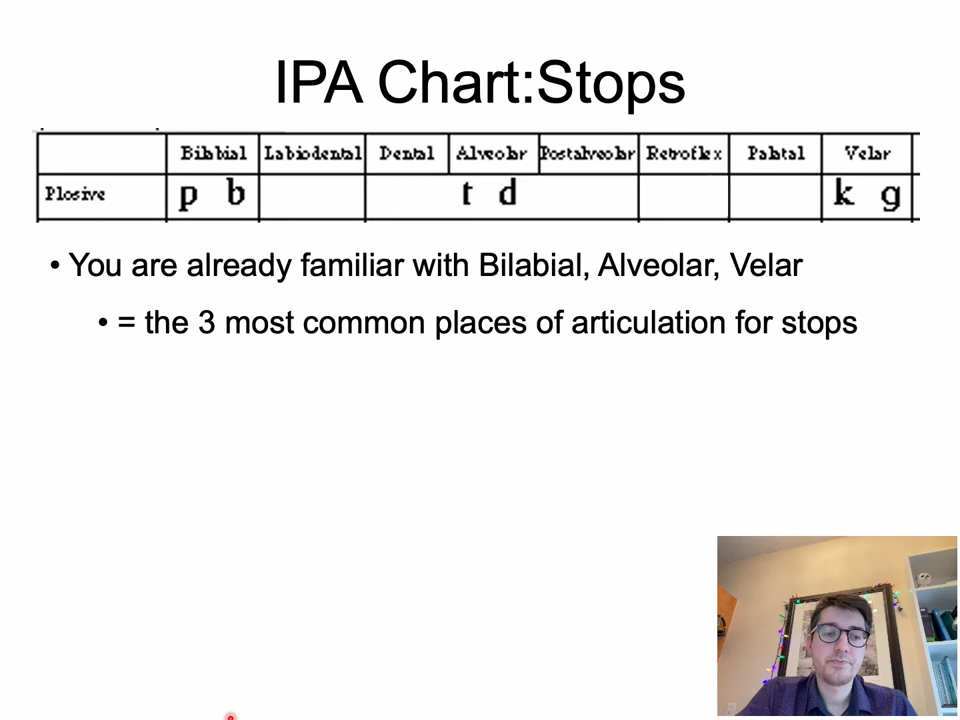 IPA Chart:Stops
Bilabial Labiodental Dental Alveolar Postalveolar Retroflex Palatal Velar
Plosive p b t d k g
• You are already familiar with Bilabial, Alveolar, Velar
• = the 3 most common places of articulation for stops